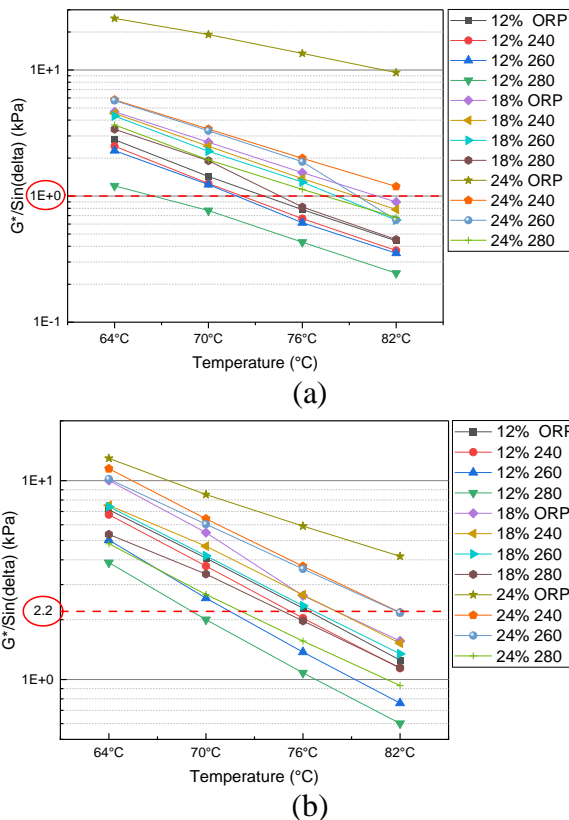 G*/Sin(delta) (kPa)
1E+1
1E+0
1E-1
64°C 70°C 76°C 82°C
Temperature (°C)
12% ORP
12% 240
12% 260
12% 280
18% ORP
18% 240
18% 260
18% 280
24% ORP
24% 240
24% 260
24% 280
(a)
G*/Sin(delta) (kPa)
1E+1
2.2
1E+0
64°C 70°C 76°C 82°C
Temperature (°C)
12% ORP
12% 240
12% 260
12% 280
18% ORP
18% 240
18% 260
18% 280
24% ORP
24% 240
24% 260
24% 280
(b)